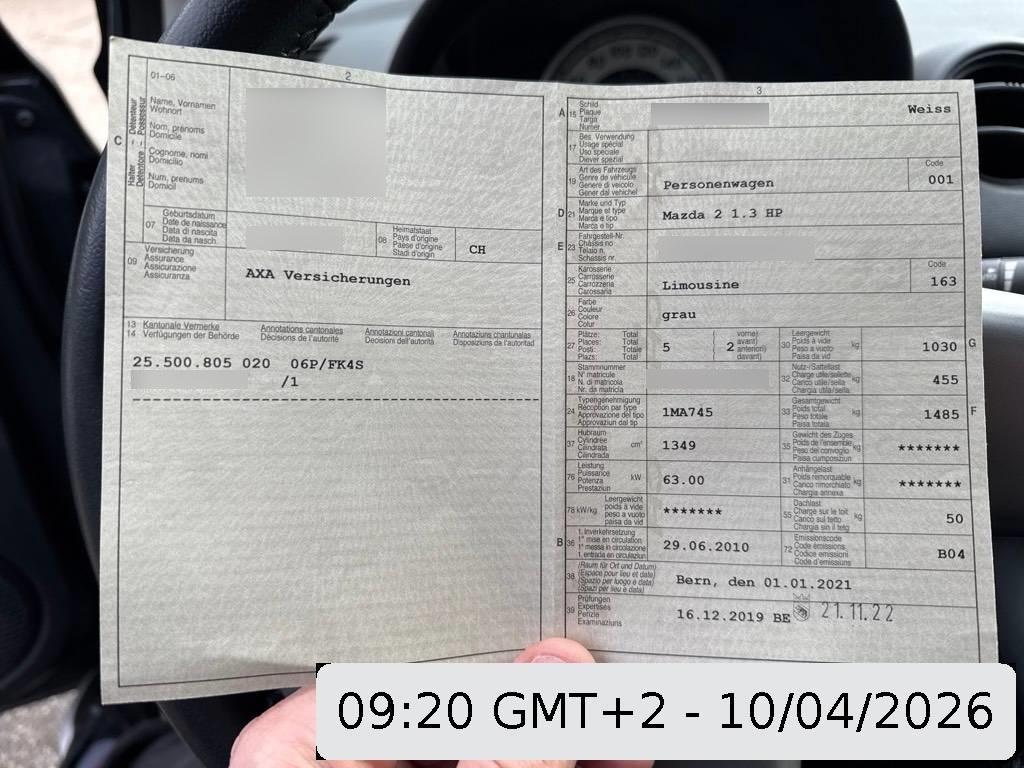 01-06
2
C
Halter Détenteur
Detentore Possessur
Name, Vornamen
Wohnort
Nom, prénoms
Domicile
Cognome, nomi
Domicilio
Num, prenums
Domicil
07
Geburtsdatum
Date de naissance
Data di nascita
Data da nasch.
08
Heimatstaat
Pays d'origine
Paese d'origine
Stadi d'origin
CH
09
Versicherung
Assurance
Assicurazione
Assicuranza
AXA Versicherungen
13 Kantonale Vermerke
14 Verfügungen der Behörde
Annotations cantonales
Décisions de l'autorité
Annotazioni cantonali
Decisioni dell'autorità
Annotaziuns chantunalas
Disposiziuns da l'autoritad
25.500.805 020 06P/FK4S
/1
3
A 15
Schild
Plaque
Targa
Numer
Weiss
17
Bes. Verwendung
Usage spécial
Uso speciale
Diever spezial
19
Art des Fahrzeugs
Genre de véhicule
Genere di veicolo
Gener dal vehichel
Personenwagen
Code
001
D 21
Marke und Typ
Marque et type
Marca e tipo
Marca e tip
Mazda 2 1.3 HP
E 23
Fahrgestell-Nr.
Châssis no
Telaio n.
Schassis nr.
25
Karosserie
Carrosserie
Carrozzeria
Carossaria
Limousine
Code
163
26
Farbe
Couleur
Colore
Colur
grau
27
Plätze: Total
Places: Total
Posti: Totale
Plazs: Total
5
( vorne)
( avant)
2 anteriori)
( davant)
30
Leergewicht
Poids à vide
Peso a vuoto
Paisa da vid
kg
1030
G
18
Stammnummer
N° matricule
N. di matricola
Nr. da matricla
32
Nutz-/Sattellast
Charge utile/sellette
Carico utile/sella
Chargia utila/sella
kg
455
24
Typengenehmigung
Réception par type
Approvazione del tipo
Approvaziun dal tip
1MA745
33
Gesamtgewicht
Poids total
Peso totale
Paisa totala
kg
1485
F
37
Hubraum
Cylindrée
Cilindrata
Cilindrada
cm³
1349
35
Gewicht des Zuges
Poids de l'ensemble
Peso del convoglio
Paisa cumposiziun
kg
*******
76
Leistung
Puissance
Potenza
Prestaziun
kW
63.00
31
Anhängelast
Poids remorquable
Carico rimorchiato
Chargia annexa
kg
*******
78 kW/kg
Leergewicht
poids à vide
peso a vuoto
paisa da vid
*******
55
Dachlast
Charge sur le toit
Carico sul tetto
Chargia sin il tetg
kg
50
B 36
1. Inverkehrsetzung
1re mise en circulation
1a messa in circolazione
1. entrada en circulaziun
29.06.2010
72
Emissionscode
Code émissions
Codice emissioni
Code d'emissiuns
B04
38
(Raum für Ort und Datum)
(Espace pour lieu et date)
(Spazio per luogo e data)
(Spazi per lieu e data)
Bern, den 01.01.2021
39
Prüfungen
Expertises
Perizie
Examinaziuns
16.12.2019 BE
21.11.22
09:20 GMT+2 - 10/04/2026